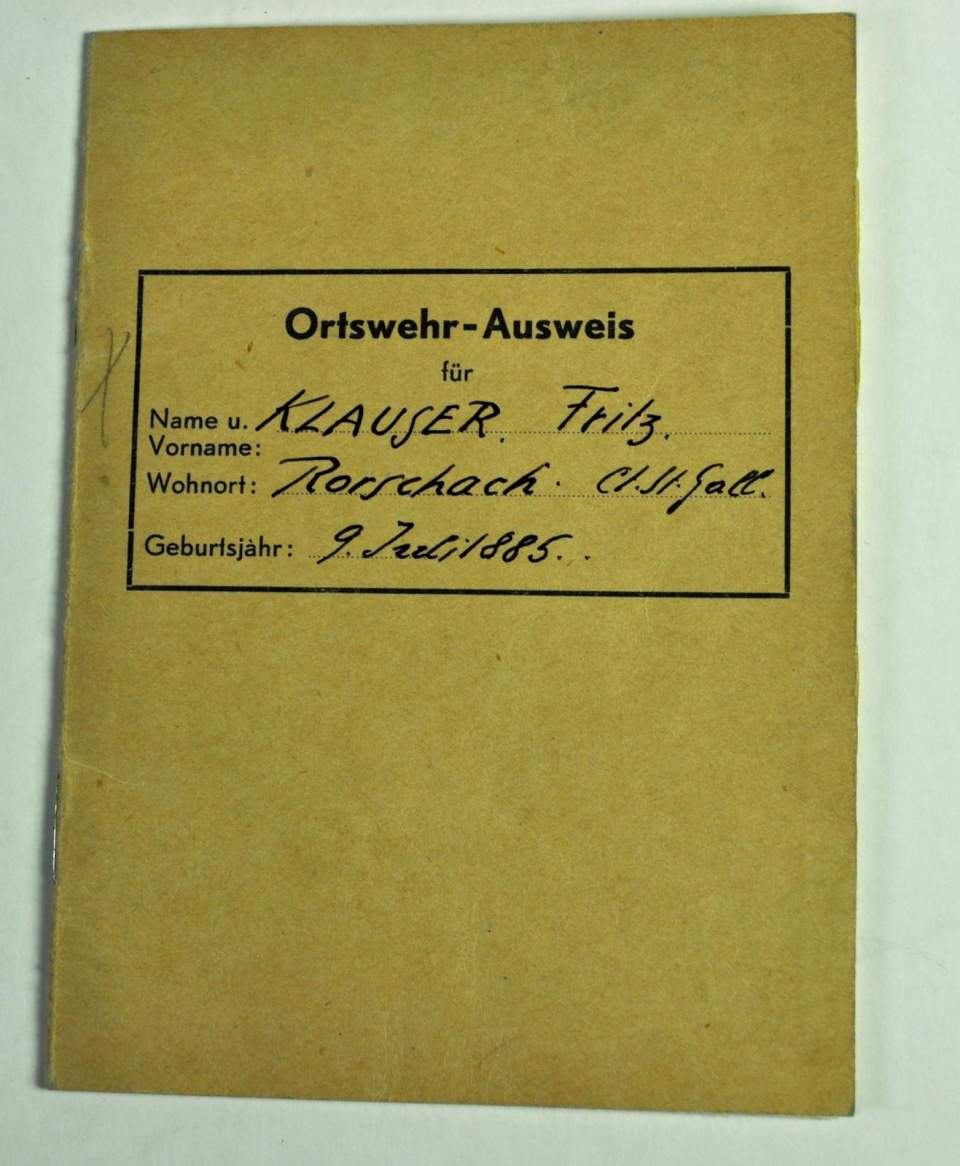 Ortswehr-Ausweis
für
Name u. KLAUSER. Fritz.
Vorname:
Wohnort: Rorschach. Ct. St. Gall.
Geburtsjahr: 9. Juli 1885.